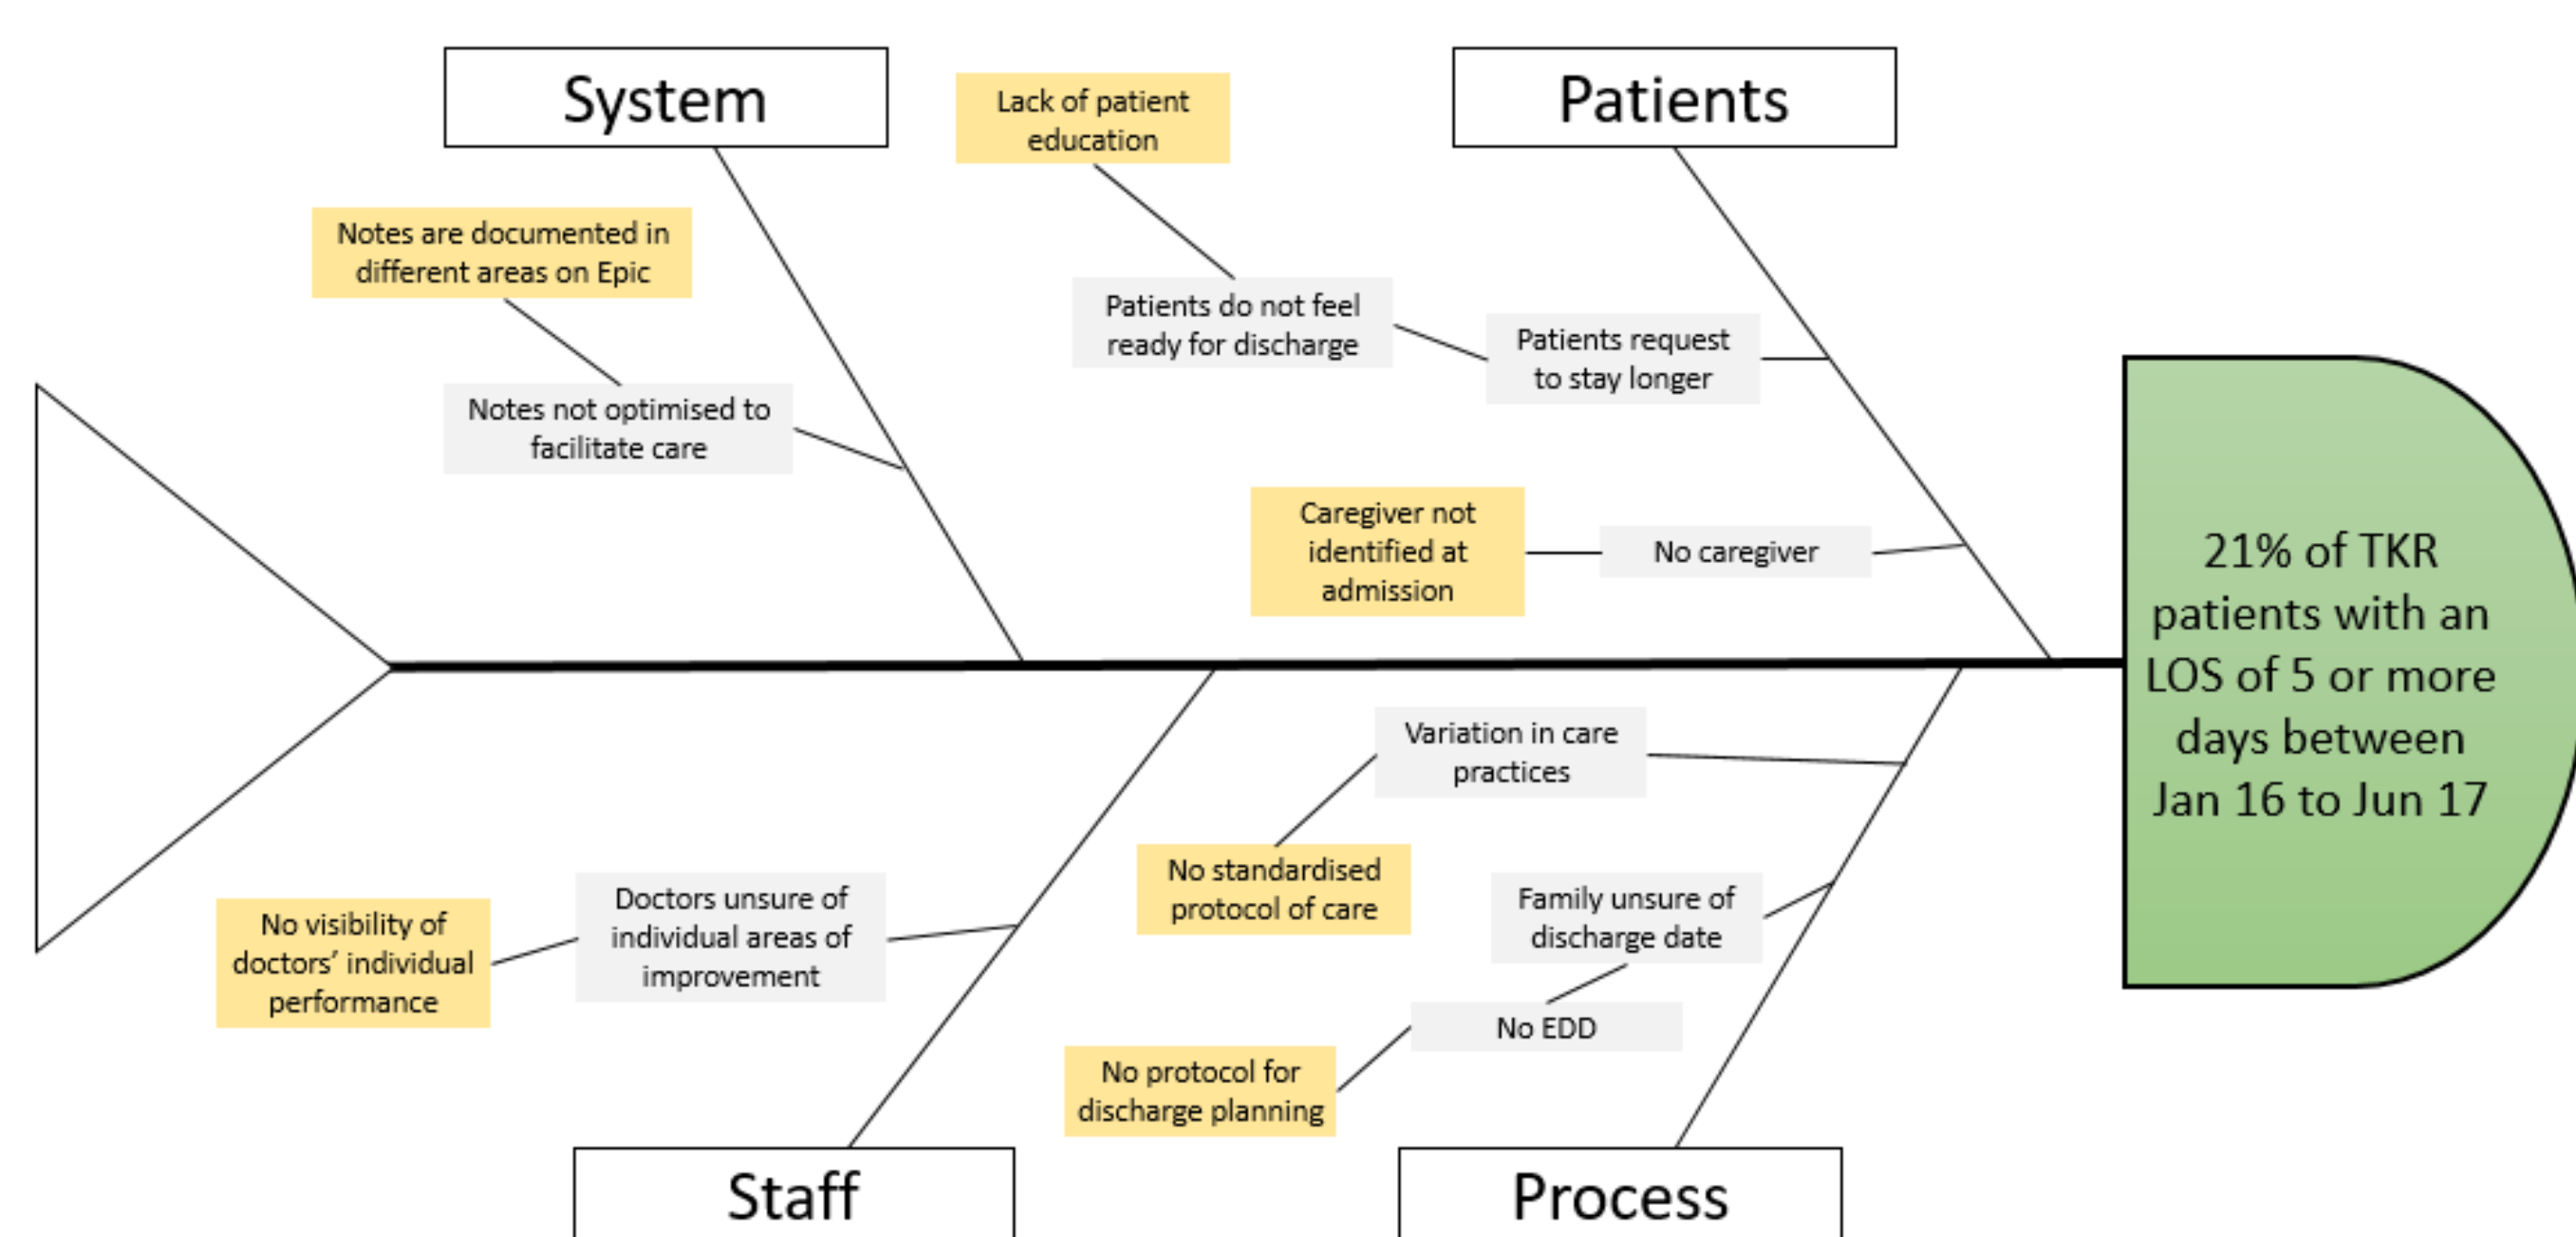 System
Patients
Lack of patient
education
Notes are documented in
different areas on Epic
Patients do not feel
ready for discharge
Patients request
to stay longer
Notes not optimised to
facilitate care
Caregiver not
identified at
admission
No caregiver
21% of TKR
patients with an
LOS of 5 or more
days between
Jan 16 to Jun 17
Variation in care
practices
No standardised
protocol of care
Family unsure of
discharge date
Doctors unsure of
individual areas of
improvement
No visibility of
doctors’ individual
performance
No EDD
No protocol for
discharge planning
Staff
Process